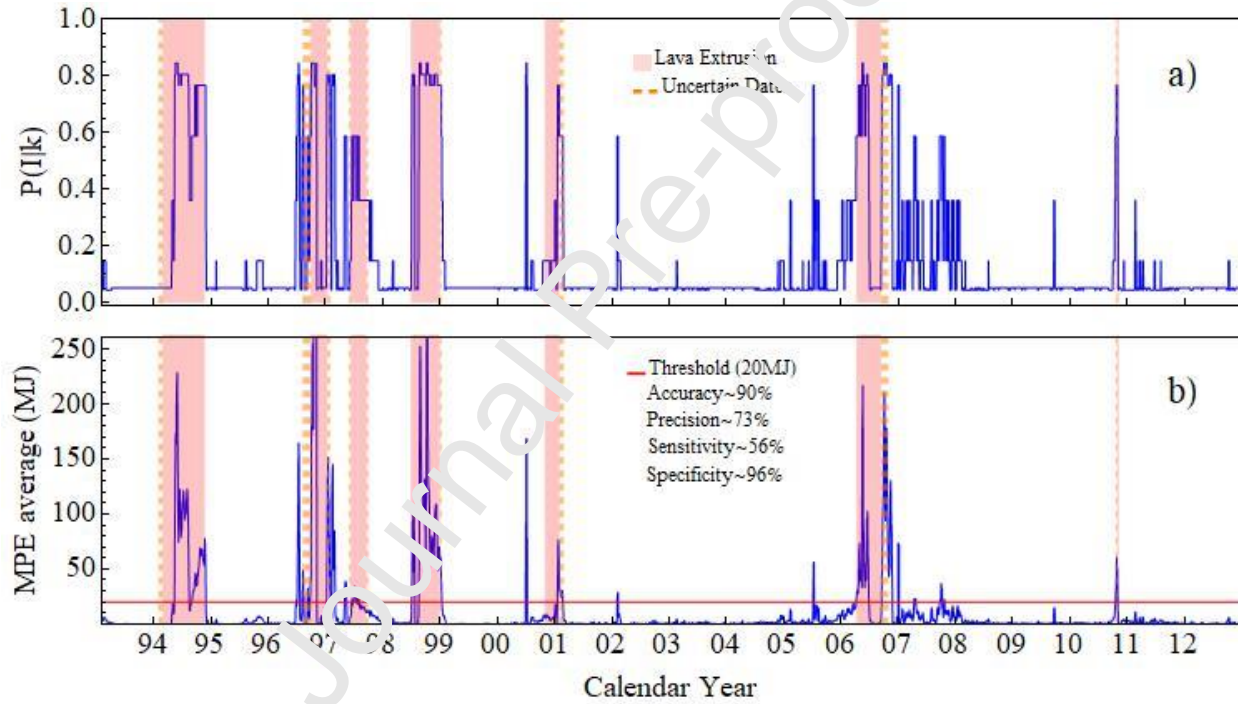 1.0
0.8
0.6
0.4
0.2
0.0
P(I|k)
Lava Extrusion
Uncertain Date
a)
250
200
150
100
50
MPE average (MJ)
Threshold (20MJ)
Accuracy~90%
Precision~73%
Sensitivity~56%
Specificity~96%
b)
94 95 96 97 98 99 00 01 02 03 04 05 06 07 08 09 10 11 12
Calendar Year
Journal Pre-proo